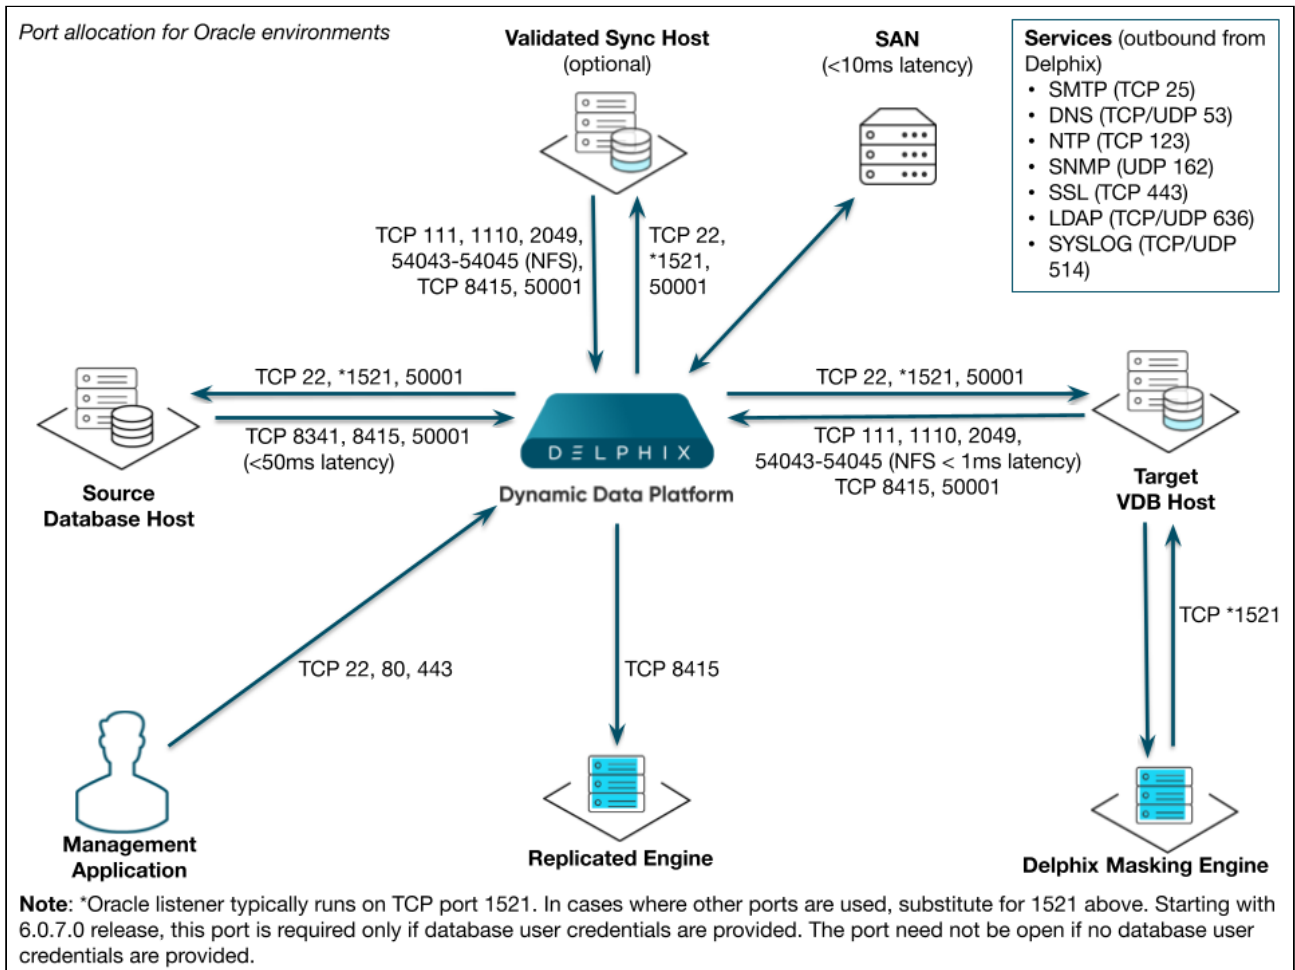 Port allocation for Oracle environments
Validated Sync Host
(optional)
SAN
(<10ms latency)
Services (outbound from
Delphix)
• SMTP (TCP 25)
• DNS (TCP/UDP 53)
• NTP (TCP 123)
• SNMP (UDP 162)
• SSL (TCP 443)
• LDAP (TCP/UDP 636)
• SYSLOG (TCP/UDP
514)
TCP 111, 1110, 2049,
54043-54045 (NFS),
TCP 8415, 50001
TCP 22,
*1521,
50001
TCP 22, *1521, 50001
TCP 8341, 8415, 50001
(<50ms latency)
Source
Database Host
DELPHIX
Dynamic Data Platform
TCP 22, *1521, 50001
TCP 111, 1110, 2049,
54043-54045 (NFS < 1ms latency)
TCP 8415, 50001
Target
VDB Host
TCP *1521
TCP 22, 80, 443
TCP 8415
Management
Application
Replicated Engine
Delphix Masking Engine
Note: *Oracle listener typically runs on TCP port 1521. In cases where other ports are used, substitute for 1521 above. Starting with
6.0.7.0 release, this port is required only if database user credentials are provided. The port need not be open if no database user
credentials are provided.